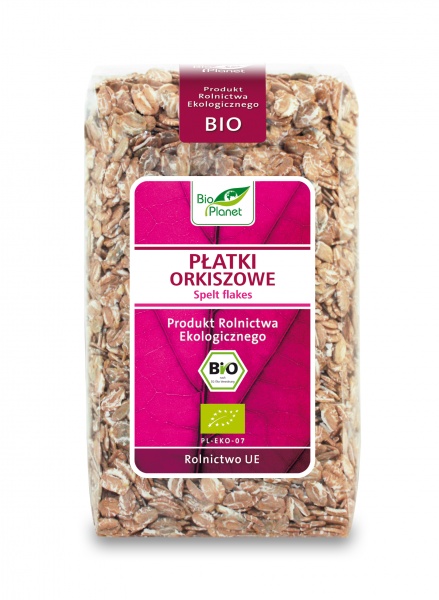 Produkt
Rolnictwa
Ekologicznego
BIO
Bio
Planet
PŁATKI
ORKISZOWE
Spelt flakes
Produkt Rolnictwa
Ekologicznego
BiO
PL-EKO-07
Rolnictwo UE